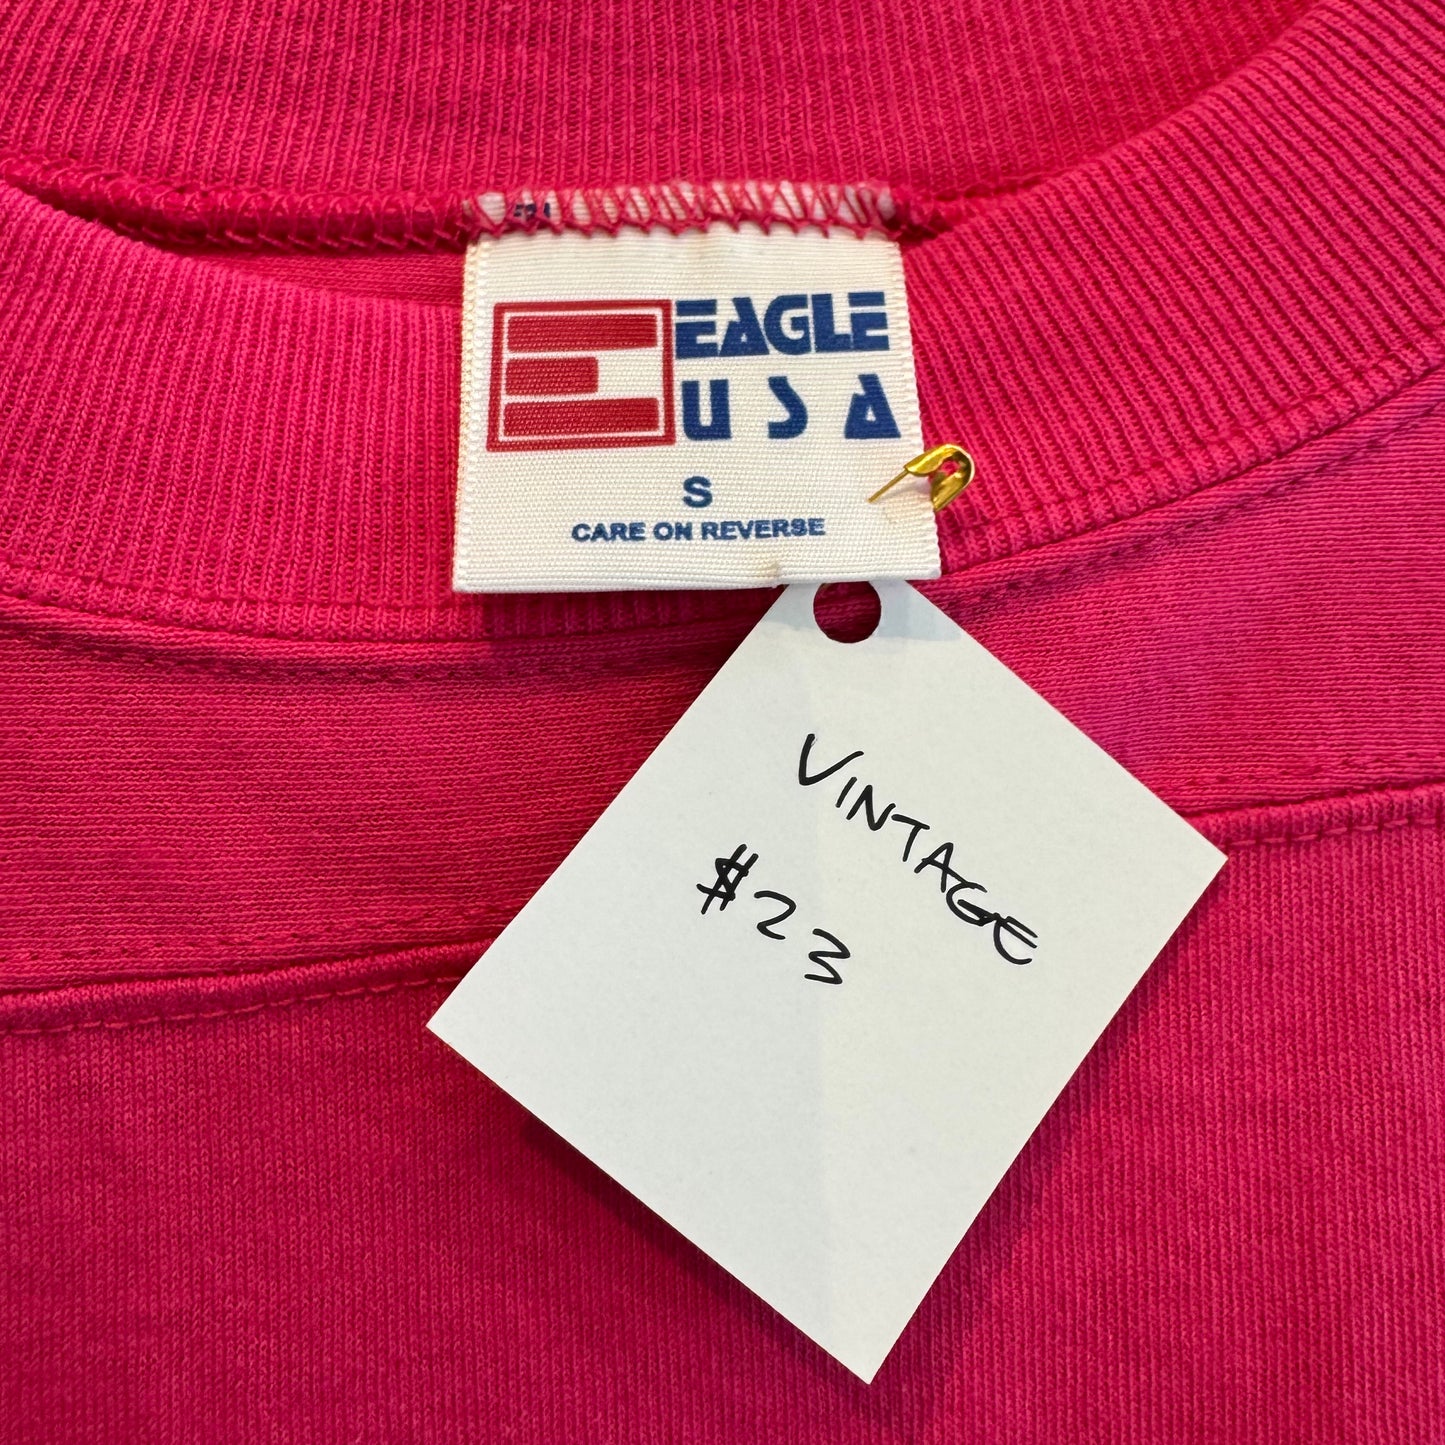 EAGLE
USA
S
CARE ON REVERSE
VINTAGE
$23